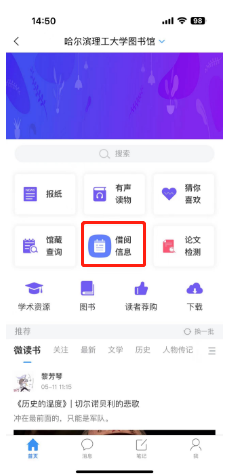 14:50
98
哈尔滨理工大学图书馆
搜索
报纸
有声
读物
猜你
喜欢
馆藏
查询
借阅
信息
论文
检测
学术资源
图书
读者荐购
下载
推荐
换一批
微读书 关注 最新 文学 历史 人物传记
黎芳琴
05-11 11:15
《历史的温度》|切尔诺贝利的悲歌
冲在最前面的,只能是军队。
首页
消息
笔记
我